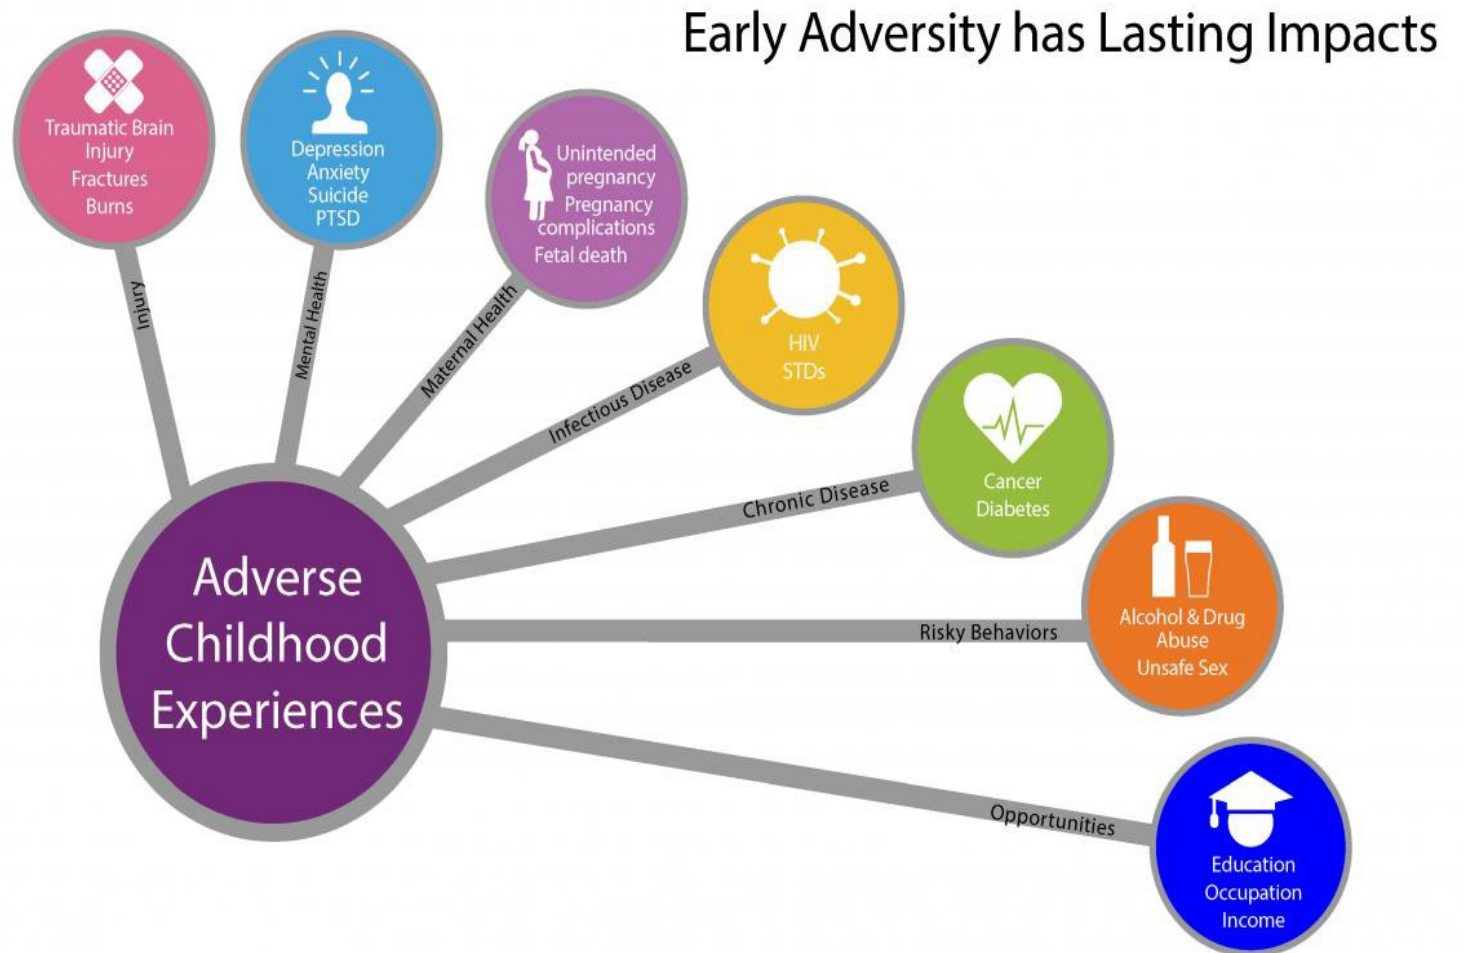 Early Adversity has Lasting Impacts
Traumatic Brain
Injury
Fractures
Burns
Depression
Anxiety
Suicide
PTSD
Unintended
pregnancy
Pregnancy
complications
Fetal death
HIV
STDs
Cancer
Diabetes
Alcohol & Drug
Abuse
Unsafe Sex
Education
Occupation
Income
Injury
Mental Health
Maternal Health
Infectious Disease
Chronic Disease
Risky Behaviors
Opportunities
Adverse
Childhood
Experiences